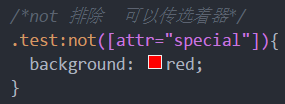 /*not 排除  可以传选着器*/
.test:not([attr="special"]){
  background: red;
}